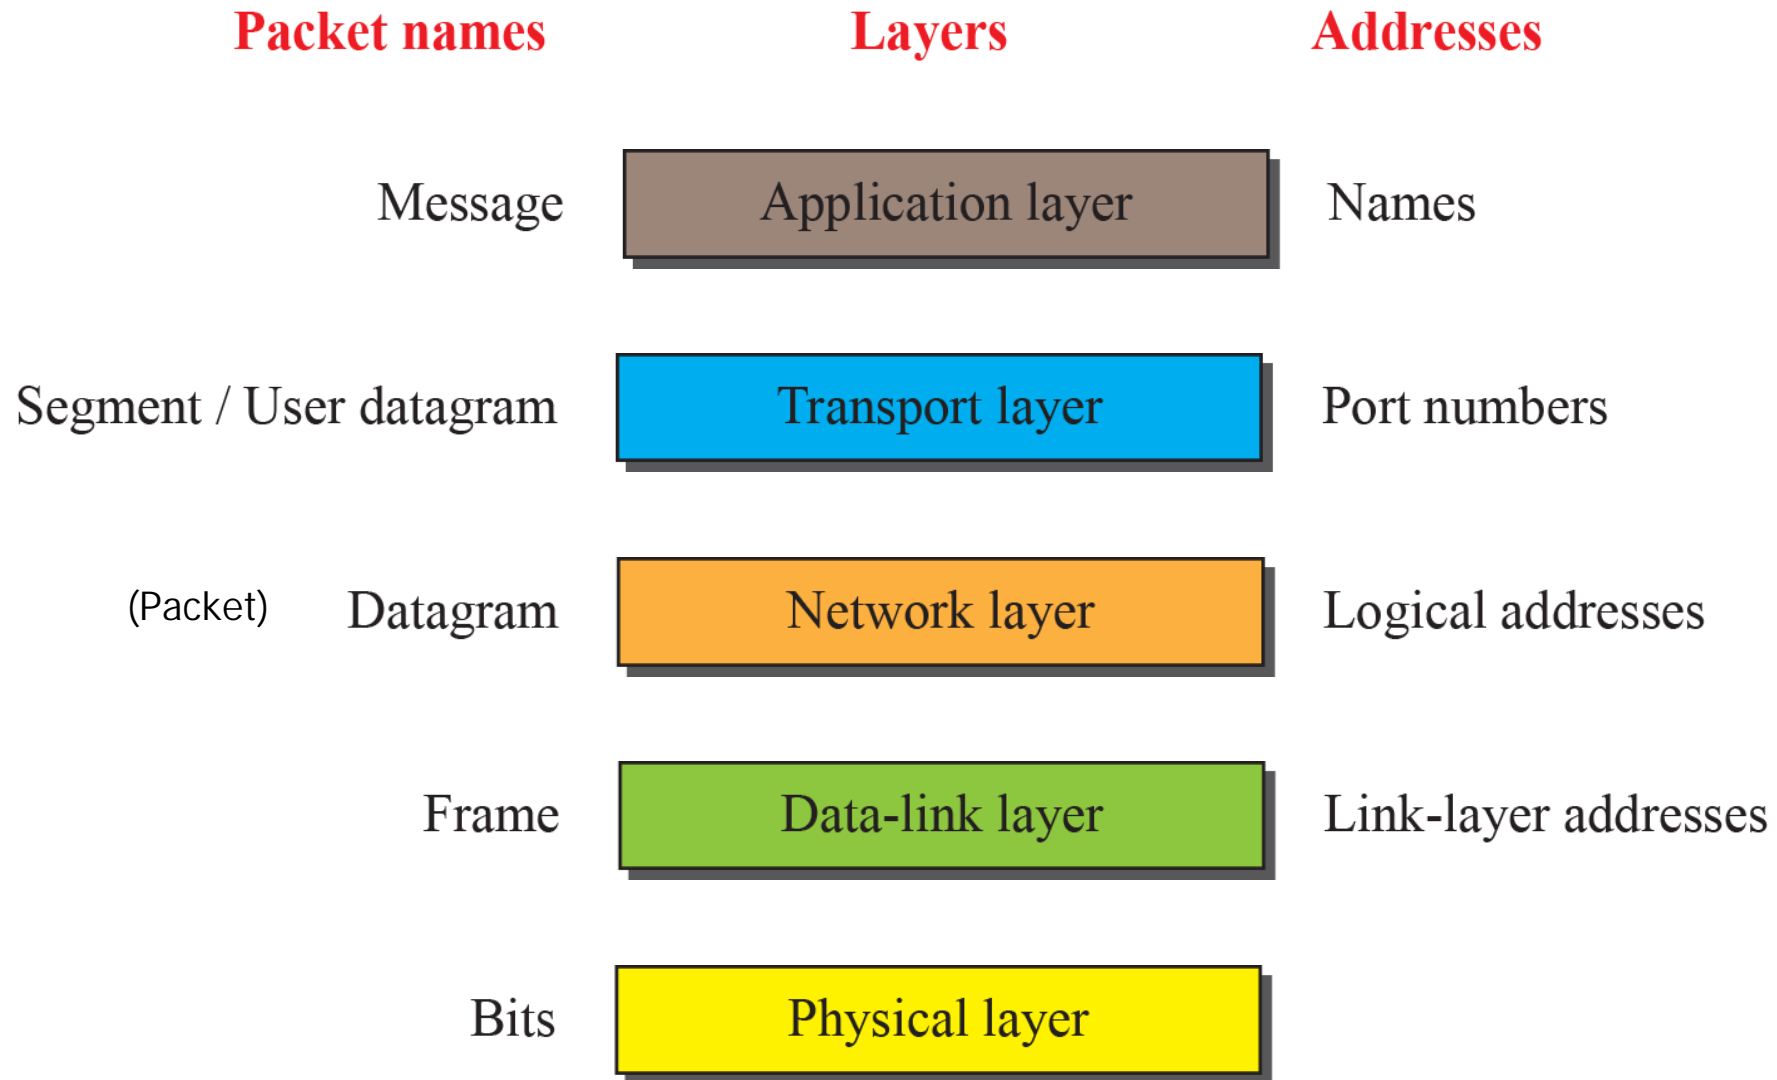 Packet names Layers Addresses
Message Application layer Names
Segment / User datagram Transport layer Port numbers
(Packet) Datagram Network layer Logical addresses
Frame Data-link layer Link-layer addresses
Bits Physical layer